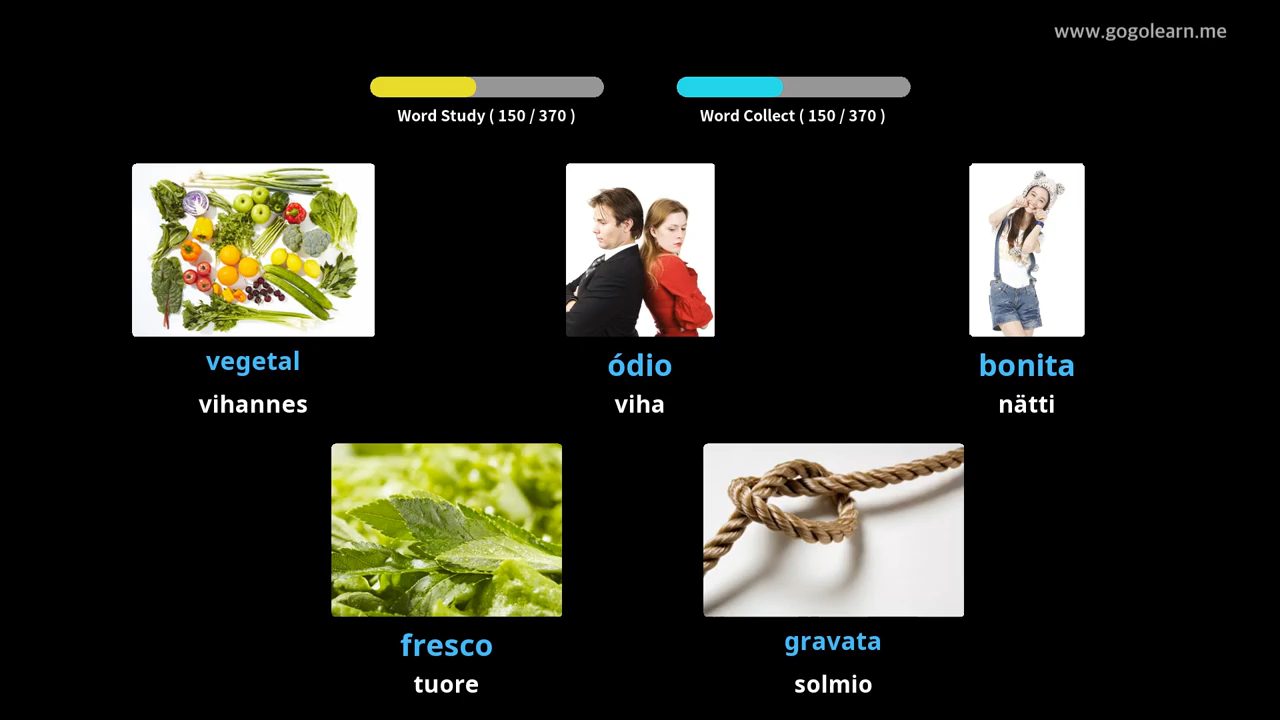 www.gogolearn.me
Word Study ( 150 / 370 )
Word Collect ( 150 / 370 )
vegetal
vihannes
ódio
viha
bonita
nätti
fresco
tuore
gravata
solmio